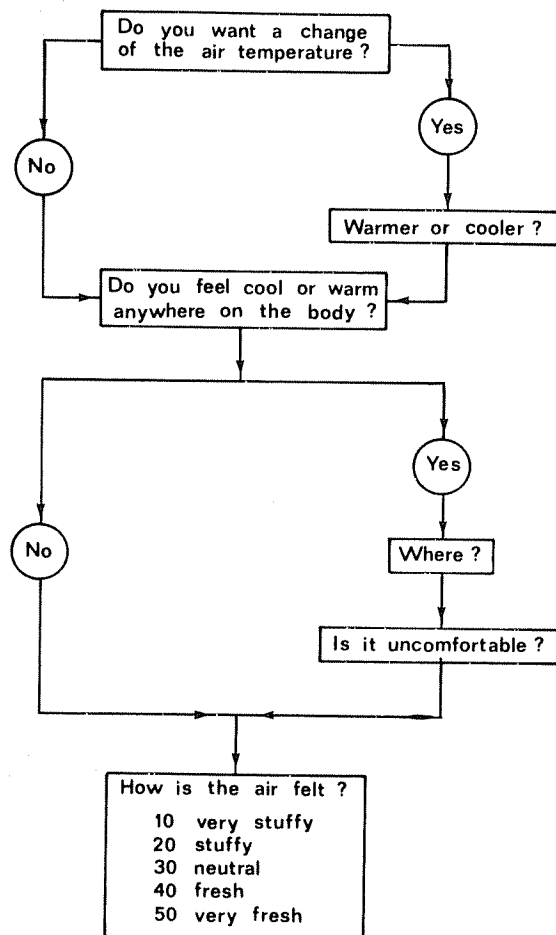 Do you want a change
of the air temperature ?
Yes
No
Warmer or cooler ?
Do you feel cool or warm
anywhere on the body ?
Yes
No
Where ?
Is it uncomfortable ?
How is the air felt ?
10 very stuffy
20 stuffy
30 neutral
40 fresh
50 very fresh